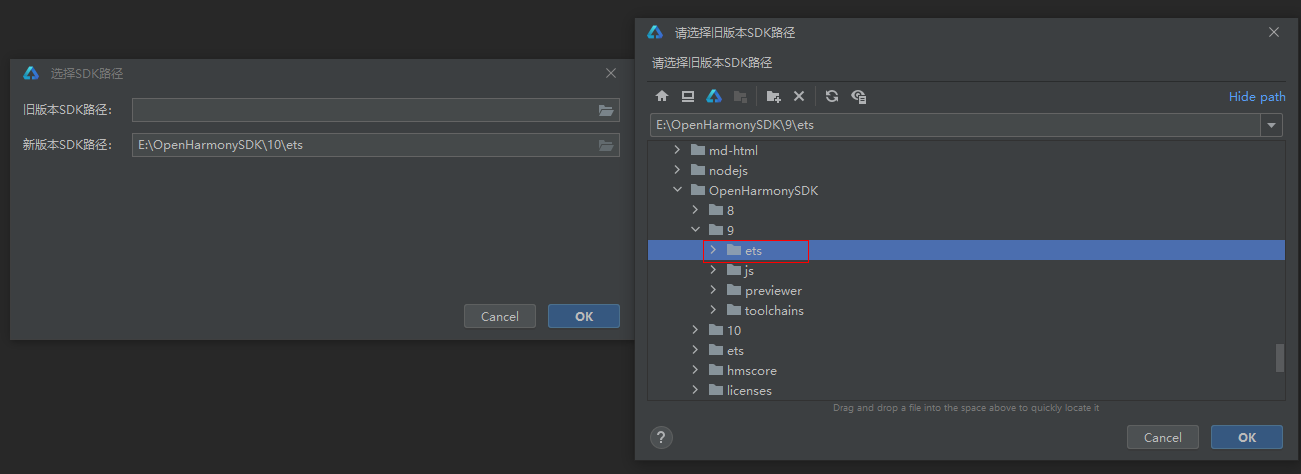 选择SDK路径
旧版本SDK路径：
新版本SDK路径： E:\OpenHarmonySDK\10\ets
Cancel OK
请选择旧版本SDK路径
请选择旧版本SDK路径
Hide path
E:\OpenHarmonySDK\9\ets
md-html
nodejs
OpenHarmonySDK
8
9
ets
js
previewer
toolchains
10
ets
hmscore
licenses
Drag and drop a file into the space above to quickly locate it
? Cancel OK